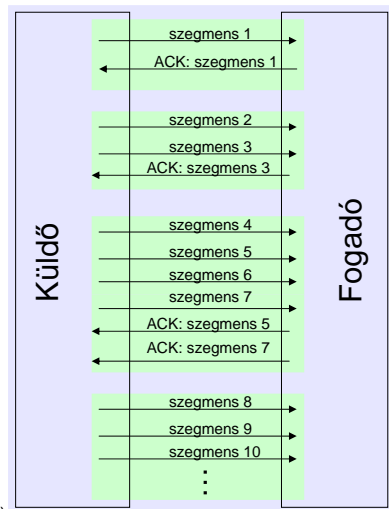 Küldő
Fogadó
szegmens 1
ACK: szegmens 1
szegmens 2
szegmens 3
ACK: szegmens 3
szegmens 4
szegmens 5
szegmens 6
szegmens 7
ACK: szegmens 5
ACK: szegmens 7
szegmens 8
szegmens 9
szegmens 10
⋮